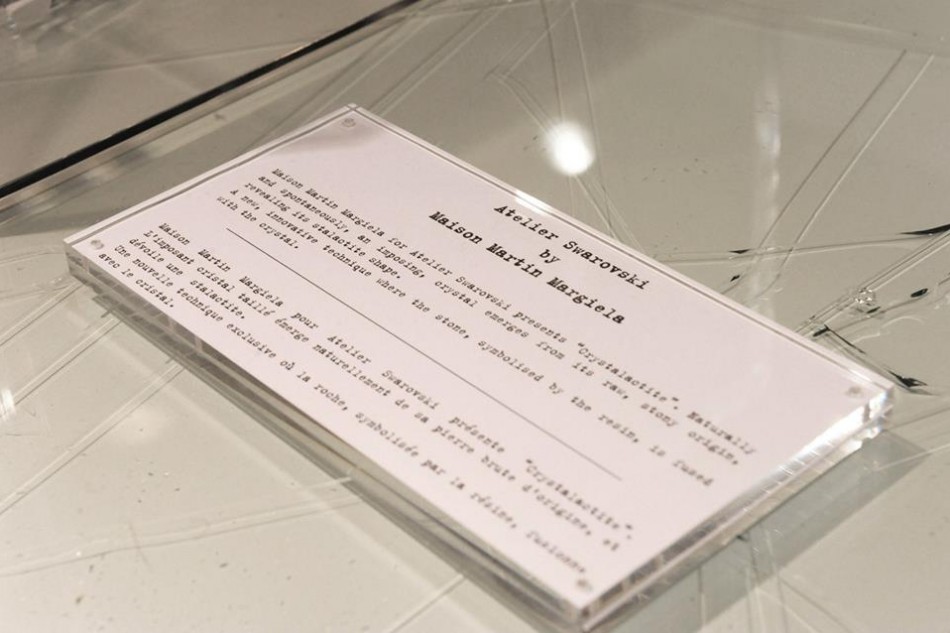 Atelier Swarovski
by
Maison Martin Margiela
Maison Martin Margiela for Atelier Swarovski presents "Crystalactite". Naturally
and spontaneously, an imposing, crystal emerges from its raw, stony origin,
revealing its stalactite shape.
A new, innovative technique where the stone, symbolised by the resin, is fused
with the crystal.
Maison Martin Margiela pour Atelier Swarovski présente "Crystalactite".
L'imposant cristal taillé émerge naturellement de sa pierre brute d'origine, et
dévoile une stalactite.
Une nouvelle technique exclusive où la roche, symbolisée par la résine, fusionne
avec le cristal.